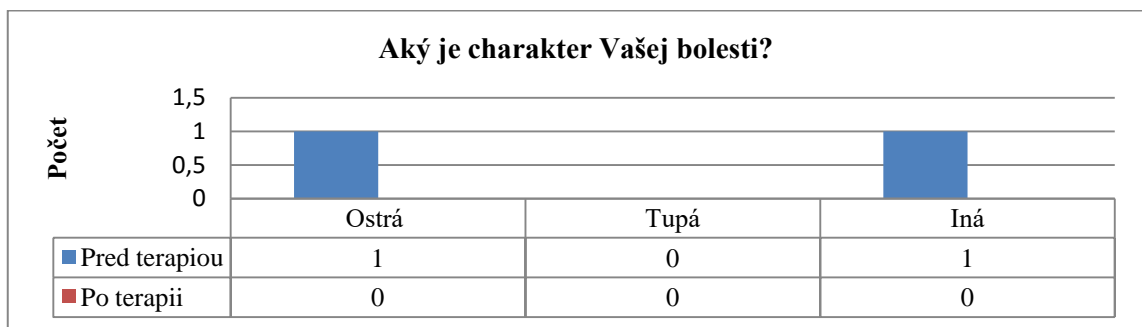 Aký je charakter Vašej bolesti?
Počet
1,5
1
0,5
0
Ostrá Tupá Iná
Pred terapiou 1 0 1
Po terapii 0 0 0